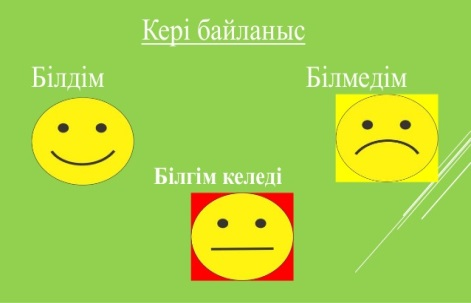 Кері байланыс
Білдім
Білмедім
Білгім келеді